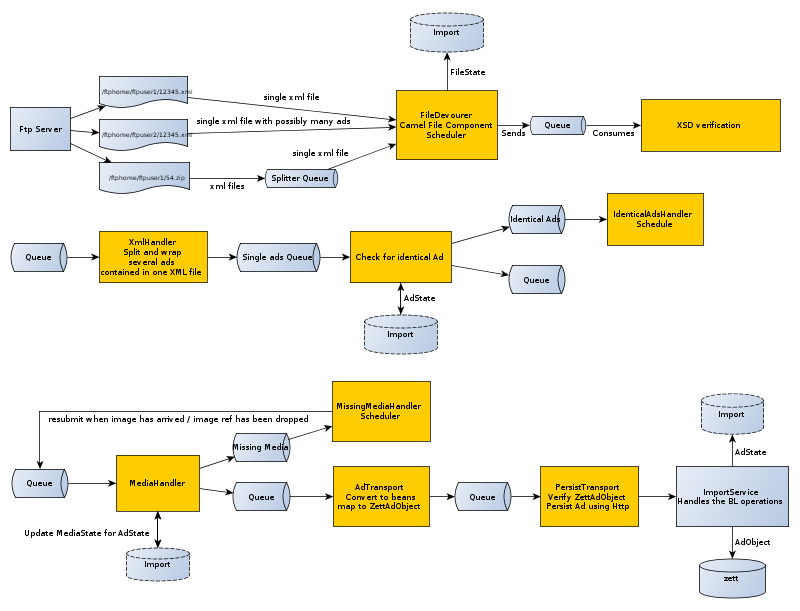 Import
FileState
/ftphome/ftpuser1/12345.xml
single xml file
FileDevourer
Camel File Component
Scheduler
Ftp Server
/ftphome/ftpuser2/12345.xml
single xml file with possibly many ads
Sends
Queue
Consumes
XSD verification
single xml file
/ftphome/ftpuser1/54.zip
xml files
Splitter Queue
Identical Ads
IdenticalAdsHandler
Schedule
Queue
XmlHandler
Split and wrap
several ads
contained in one XML file
Single ads Queue
Check for identical Ad
Queue
AdState
Import
resubmit when image has arrived / image ref has been dropped
MissingMediaHandler
Scheduler
Import
Missing Media
AdState
Queue
MediaHandler
Queue
AdTransport
Convert to beans
map to ZettAdObject
Queue
PersistTransport
Verify ZettAdObject
Persist Ad using Http
ImportService
Handles the BL operations
Update MediaState for AdState
Import
AdObject
zett